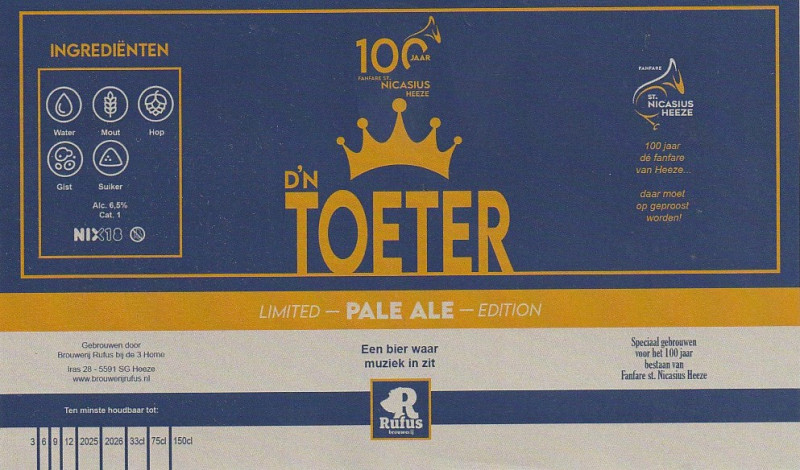 INGREDIËNTEN
Water
Mout
Hop
Gist
Suiker
Alc. 6,5%
Cat. 1
NIX18
100
JAAR
FANFARE ST.
NICASIUS
HEEZE
D'N
TOETER
FANFARE
ST.
NICASIUS
HEEZE
100 jaar
dé fanfare
van Heeze...
daar moet
op geproost
worden!
LIMITED — PALE ALE — EDITION
Gebrouwen door
Brouwerij Rufus bij de 3 Horne
Iras 28 - 5591 SG Heeze
www.brouwerijrufus.nl
Een bier waar
muziek in zit
Speciaal gebrouwen
voor het 100 jaar
bestaan van
Fanfare st. Nicasius Heeze
R
Rufus
brouwerij
Ten minste houdbaar tot:
3 6 9 12 2025 2026 33cl 75cl 150cl